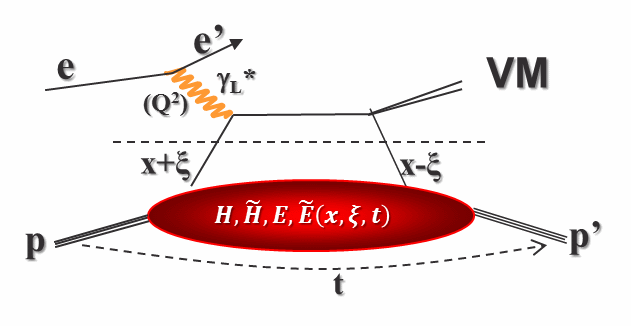 e
e’
γL*
(Q²)
VM
x+ξ
x-ξ
H, H̃, E, Ẽ(x, ξ, t)
p
p’
t